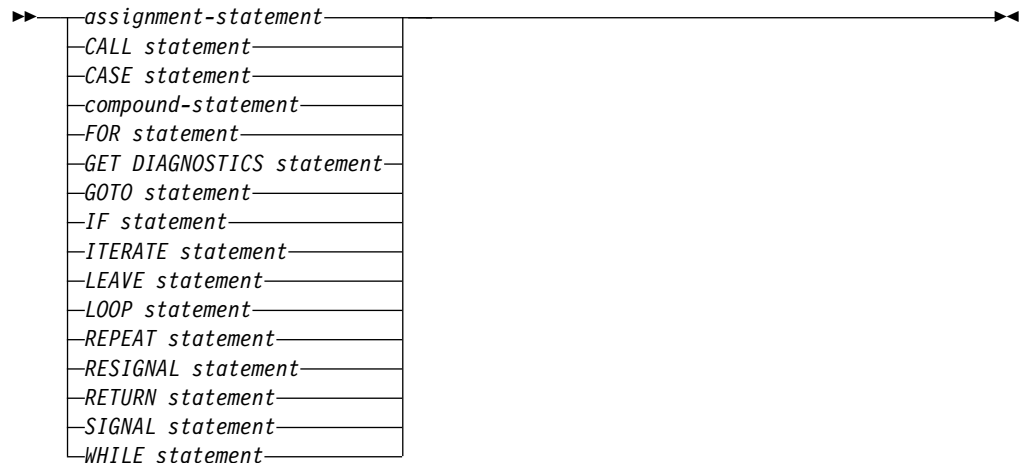 assignment-statement
CALL statement
CASE statement
compound-statement
FOR statement
GET DIAGNOSTICS statement
GOTO statement
IF statement
ITERATE statement
LEAVE statement
LOOP statement
REPEAT statement
RESIGNAL statement
RETURN statement
SIGNAL statement
WHILE statement